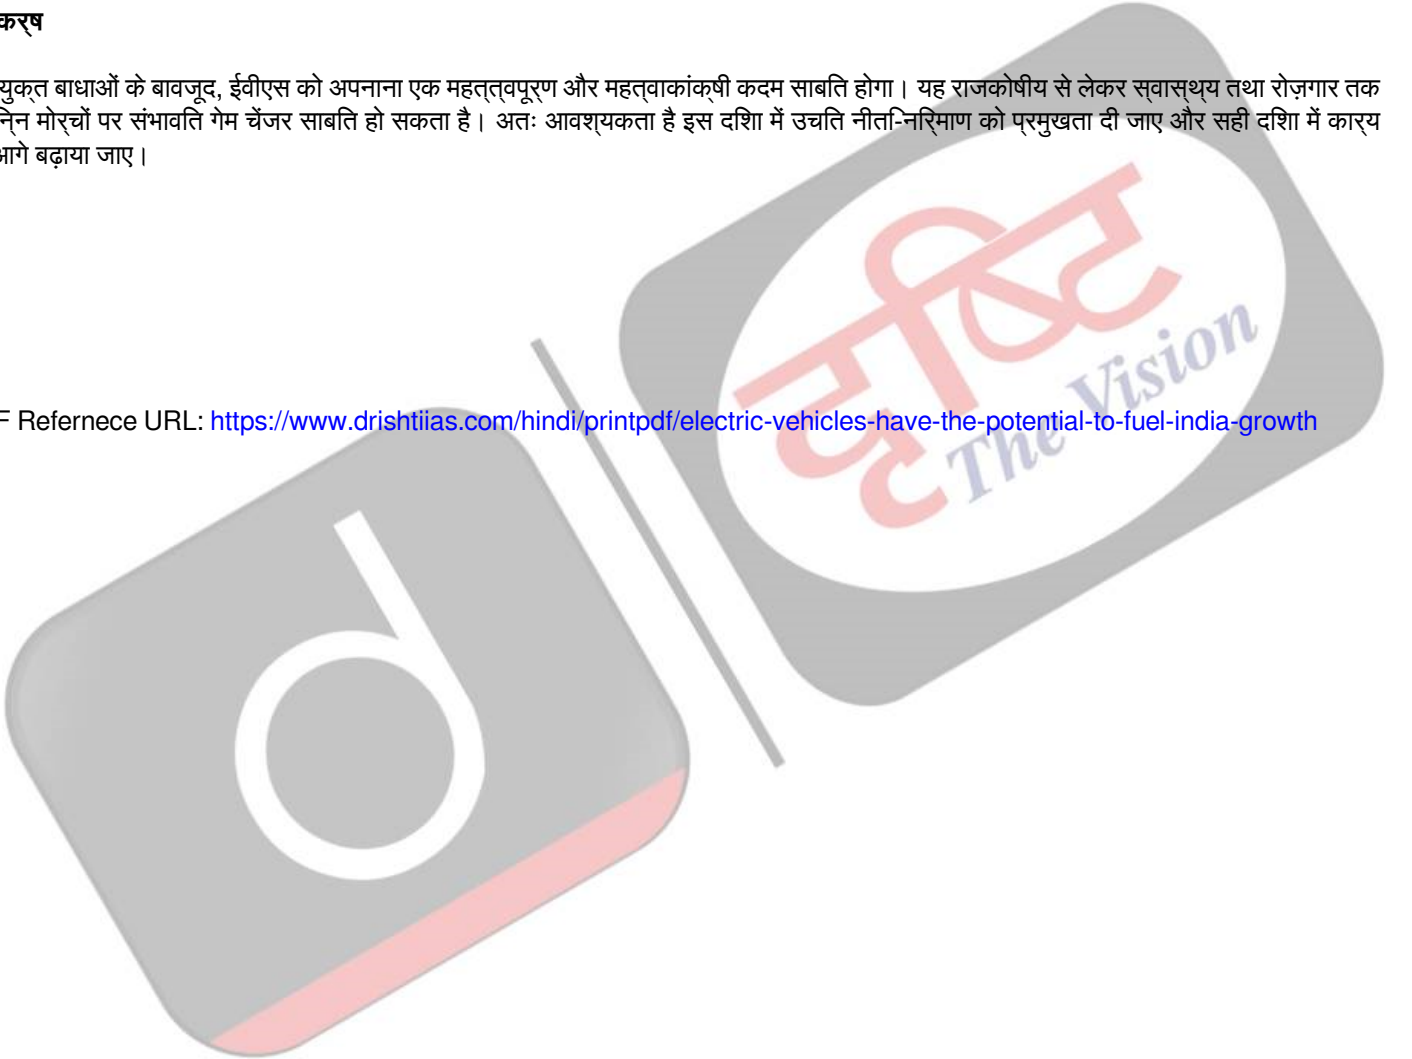 कर्ष
युक्त बाधाओं के बावजूद, ईवीएस को अपनाना एक महत्त्वपूर्ण और महत्वाकांक्षी कदम साबित होगा। यह राजकोषीय से लेकर स्वास्थ्य तथा रोज़गार तक
न्न मोर्चों पर संभावित गेम चेंजर साबित हो सकता है। अतः आवश्यकता है इस दिशा में उचित नीति-निर्माण को प्रमुखता दी जाए और सही दिशा में कार्य
आगे बढ़ाया जाए।
दृष्टि
The Vision
F Refernece URL: https://www.drishtiias.com/hindi/printpdf/electric-vehicles-have-the-potential-to-fuel-india-growth
d